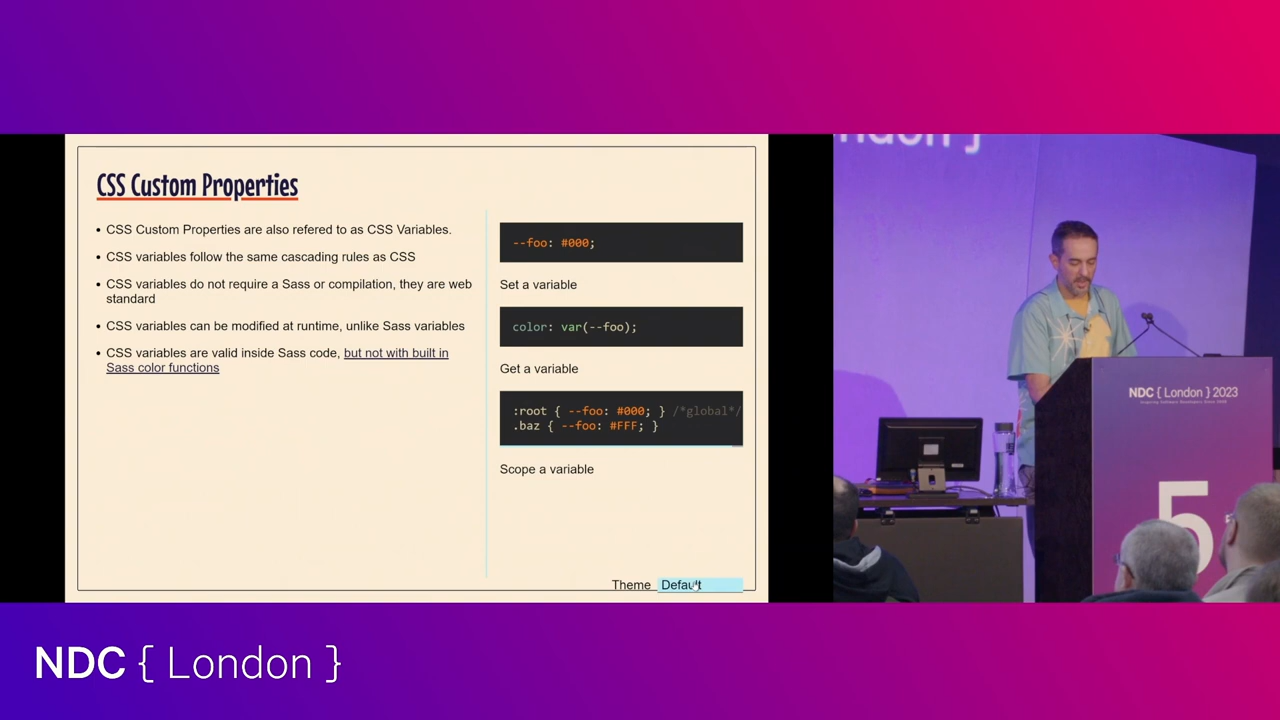 CSS Custom Properties
• CSS Custom Properties are also refered to as CSS Variables.
• CSS variables follow the same cascading rules as CSS
• CSS variables do not require a Sass or compilation, they are web
standard
• CSS variables can be modified at runtime, unlike Sass variables
• CSS variables are valid inside Sass code, but not with built in
Sass color functions
--foo: #000;
Set a variable
color: var(--foo);
Get a variable
:root { --foo: #000; } /*global*/
.baz { --foo: #FFF; }
Scope a variable
Theme Default
London }
NDC { London } 2023
5
NDC { London }